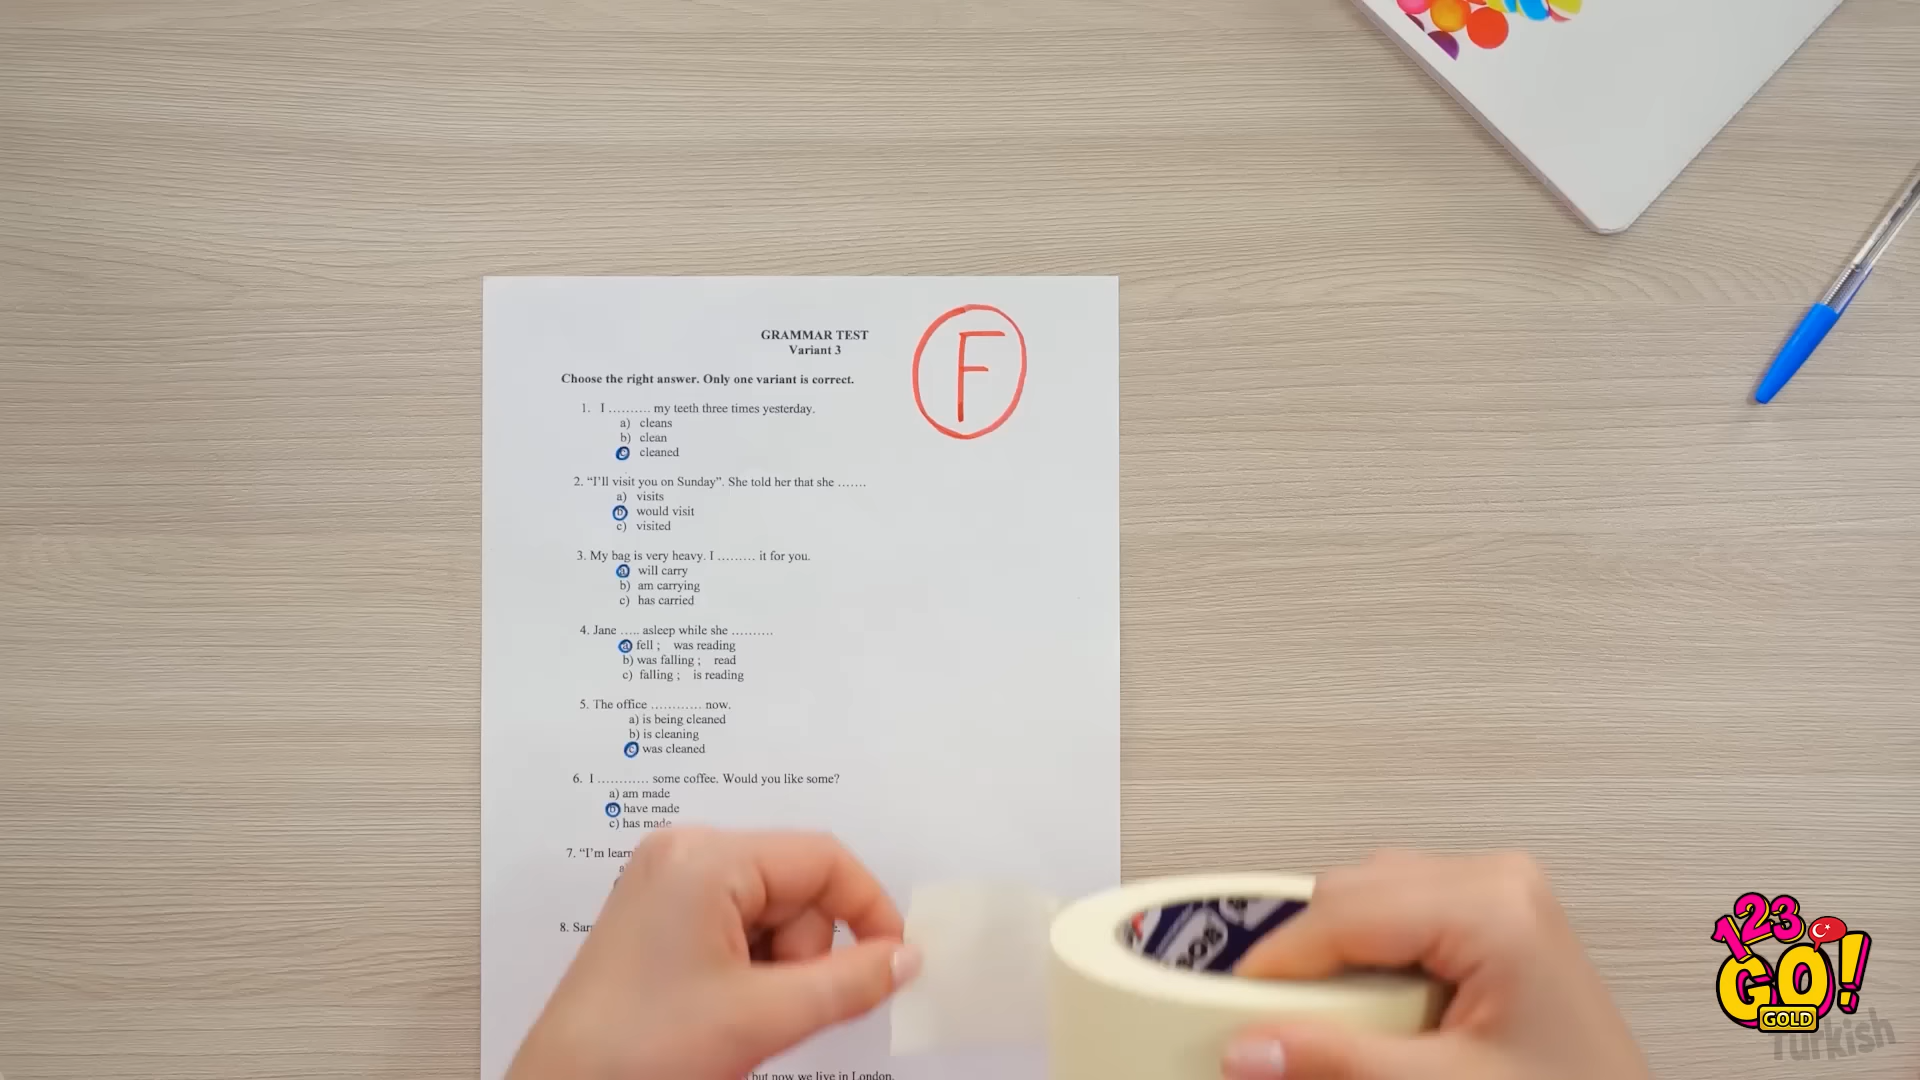 GRAMMAR TEST
Variant 3
F
Choose the right answer. Only one variant is correct.
1. I .......... my teeth three times yesterday.
a) cleans
b) clean
c) cleaned
2. “I’ll visit you on Sunday”. She told her that she .......
a) visits
b) would visit
c) visited
3. My bag is very heavy. I ......... it for you.
a) will carry
b) am carrying
c) has carried
4. Jane ..... asleep while she ..........
a) fell ; was reading
b) was falling ; read
c) falling ; is reading
5. The office ............ now.
a) is being cleaned
b) is cleaning
c) was cleaned
6. I ............ some coffee. Would you like some?
a) am made
b) have made
c) has made
7. “I’m
8.
but now we live in London.
123
GO!
GOLD
Turkish